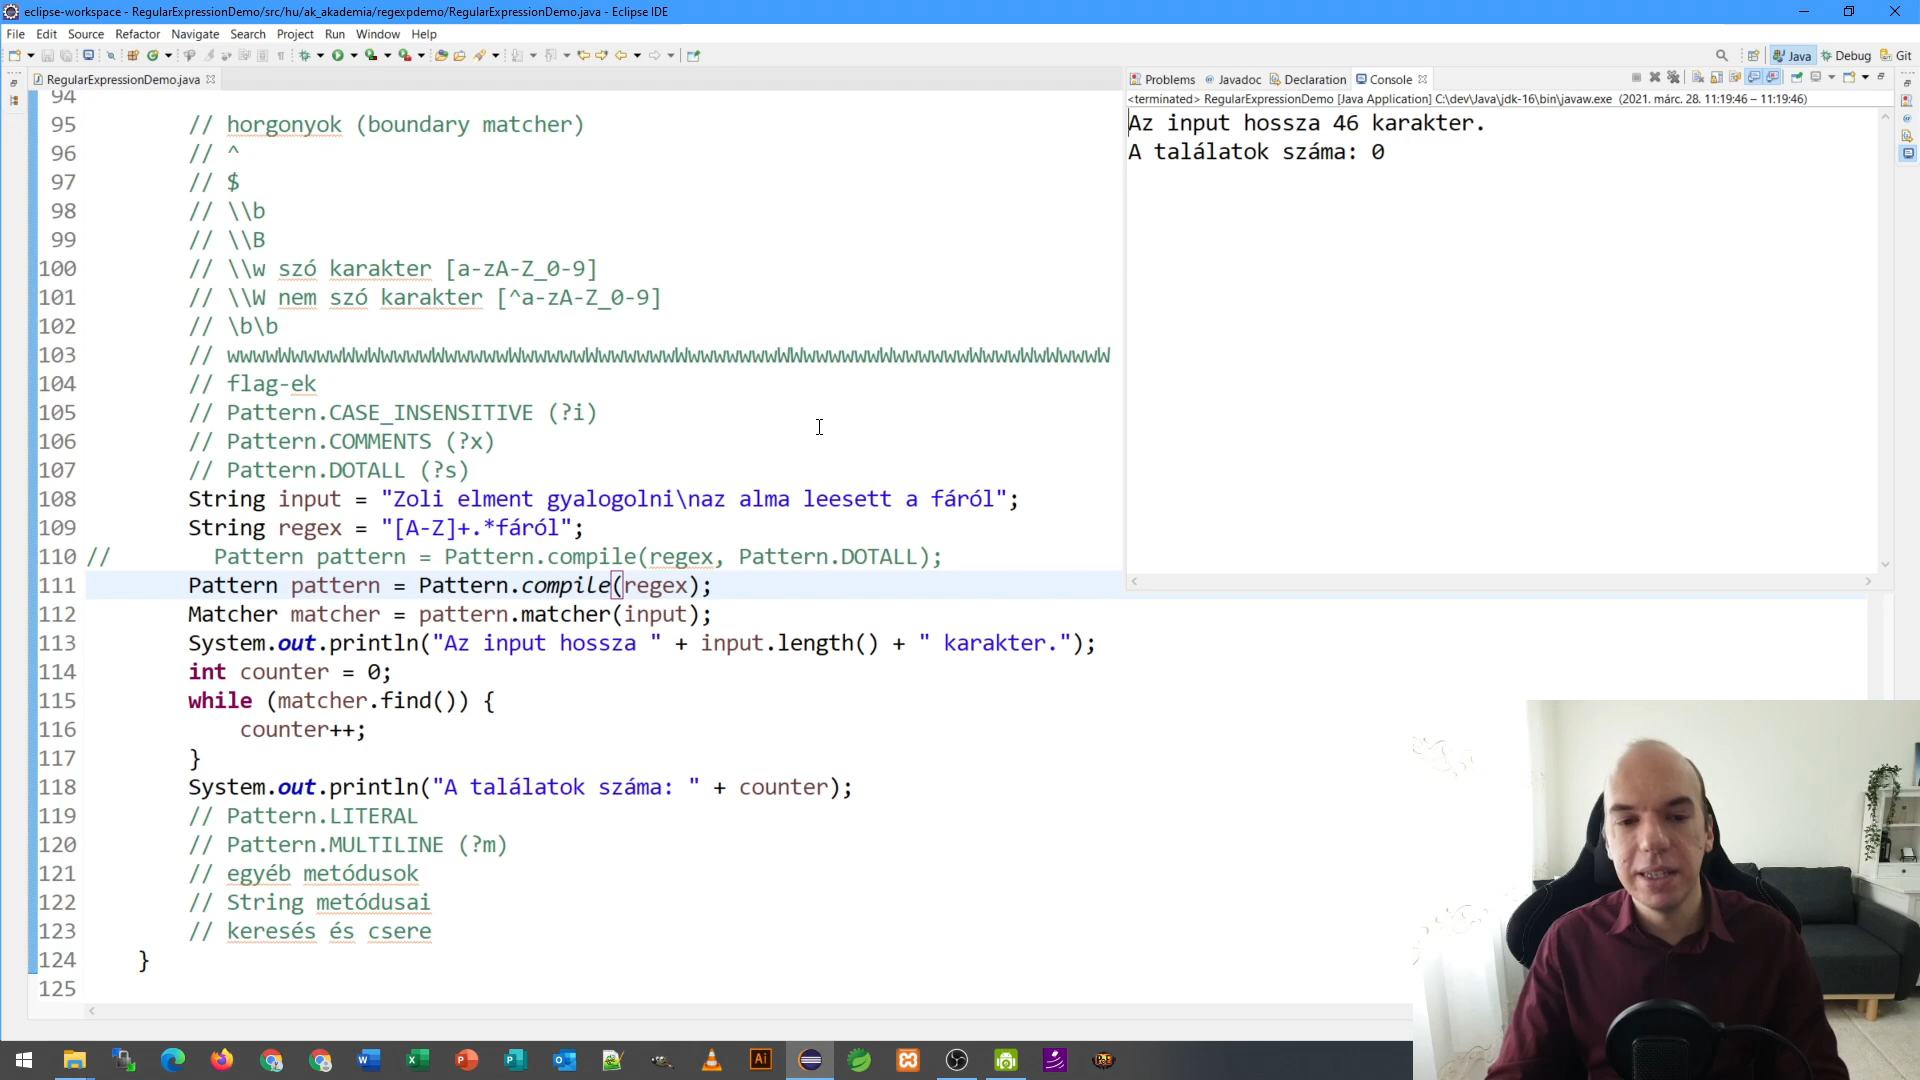 eclipse-workspace - RegularExpressionDemo/src/hu/ak_akademia/regexpdemo/RegularExpressionDemo.java - Eclipse IDE
File Edit Source Refactor Navigate Search Project Run Window Help
Java Debug Git
RegularExpressionDemo.java
94
95 // horgonyok (boundary matcher)
96 // ^
97 // $
98 // \\b
99 // \\B
100 // \\w szó karakter [a-zA-Z_0-9]
101 // \\W nem szó karakter [^a-zA-Z_0-9]
102 // \b\b
103 //
104 // flag-ek
105 // Pattern.CASE_INSENSITIVE (?i)
106 // Pattern.COMMENTS (?x)
107 // Pattern.DOTALL (?s)
108 String input = "Zoli elment gyalogolni\naz alma leesett a fáról";
109 String regex = "[A-Z]+.*fáról";
110 // Pattern pattern = Pattern.compile(regex, Pattern.DOTALL);
111 Pattern pattern = Pattern.compile(regex);
112 Matcher matcher = pattern.matcher(input);
113 System.out.println("Az input hossza " + input.length() + " karakter.");
114 int counter = 0;
115 while (matcher.find()) {
116 counter++;
117 }
118 System.out.println("A találatok száma: " + counter);
119 // Pattern.LITERAL
120 // Pattern.MULTILINE (?m)
121 // egyéb metódusok
122 // String metódusai
123 // keresés és csere
124 }
125
Problems Javadoc Declaration Console
<terminated> RegularExpressionDemo [Java Application] C:\dev\Java\jdk-16\bin\javaw.exe (2021. márc. 28. 11:19:46 – 11:19:46)
Az input hossza 46 karakter.
A találatok száma: 0